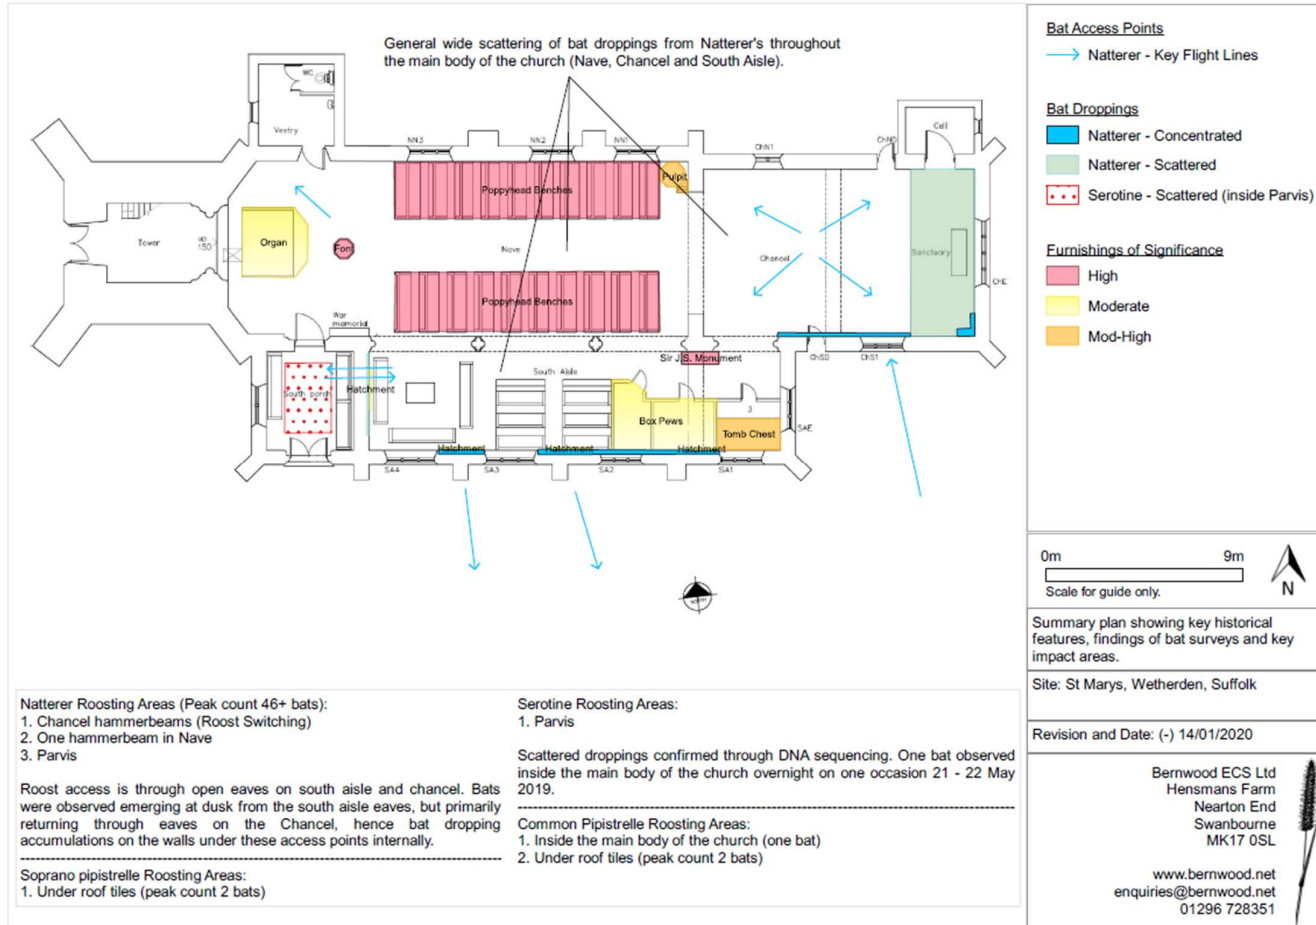 General wide scattering of bat droppings from Natterer's throughout
the main body of the church (Nave, Chancel and South Aisle).
WC
Vestry
NN3
NN2
NN1
ChN1
ChN0
Cell
Poppyhead Benches
Pulpit
Tower
up
150
Organ
Font
Nave
Chancel
Sanctuary
ChE
Poppyhead Benches
War
memorial
Sir J.S. Monument
ChS0
ChS1
South porch
Hatchment
South Aisle
Box Pews
3
Tomb Chest
SAE
Hatchment
Hatchment
Hatchment
SA4
SA3
SA2
SA1
Natterer Roosting Areas (Peak count 46+ bats):
1. Chancel hammerbeams (Roost Switching)
2. One hammerbeam in Nave
3. Parvis
Roost access is through open eaves on south aisle and chancel. Bats
were observed emerging at dusk from the south aisle eaves, but primarily
returning through eaves on the Chancel, hence bat dropping
accumulations on the walls under these access points internally.
Soprano pipistrelle Roosting Areas:
1. Under roof tiles (peak count 2 bats)
Serotine Roosting Areas:
1. Parvis
Scattered droppings confirmed through DNA sequencing. One bat observed
inside the main body of the church overnight on one occasion 21 - 22 May
2019.
Common Pipistrelle Roosting Areas:
1. Inside the main body of the church (one bat)
2. Under roof tiles (peak count 2 bats)
Bat Access Points
Natterer - Key Flight Lines
Bat Droppings
Natterer - Concentrated
Natterer - Scattered
Serotine - Scattered (inside Parvis)
Furnishings of Significance
High
Moderate
Mod-High
0m 9m
Scale for guide only.
N
Summary plan showing key historical
features, findings of bat surveys and key
impact areas.
Site: St Marys, Wetherden, Suffolk
Revision and Date: (-) 14/01/2020
Bernwood ECS Ltd
Hensmans Farm
Nearton End
Swanbourne
MK17 0SL
www.bernwood.net
enquiries@bernwood.net
01296 728351